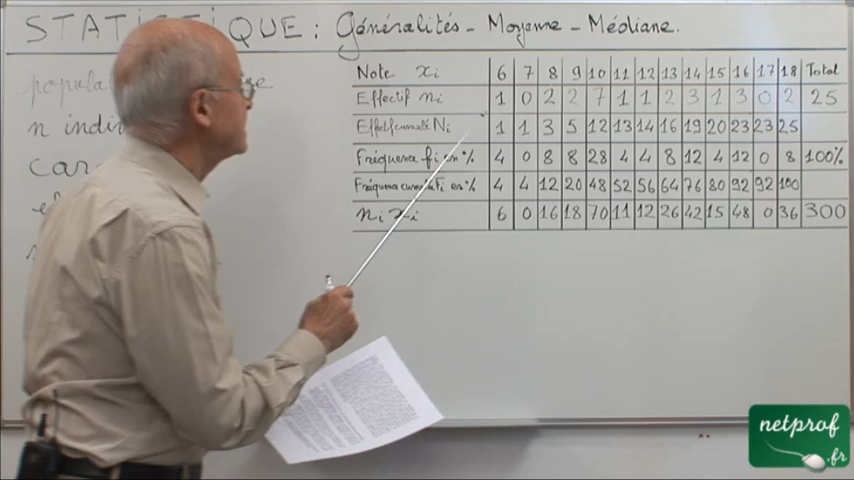 STATISTIQUE : Généralités - Moyenne - Médiane.
n
Note xi 6 7 8 9 10 11 12 13 14 15 16 17 18 Total
Effectif ni 1 0 2 2 7 1 1 2 3 1 3 0 2 25
Effectif cumulé Ni 1 1 3 5 12 13 14 16 19 20 23 23 25
Fréquence fi en % 4 0 8 8 28 4 4 8 12 4 12 0 8 100%
Fréquence cumulée en % 4 4 12 20 48 52 56 64 76 80 92 92 100
ni xi 6 0 16 18 70 11 12 26 42 15 48 0 36 300
netprof
.fr